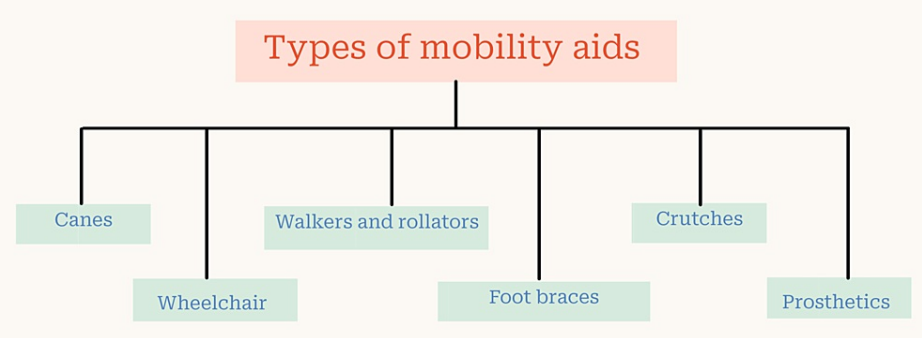 Types of mobility aids
Canes
Wheelchair
Walkers and rollators
Foot braces
Crutches
Prosthetics